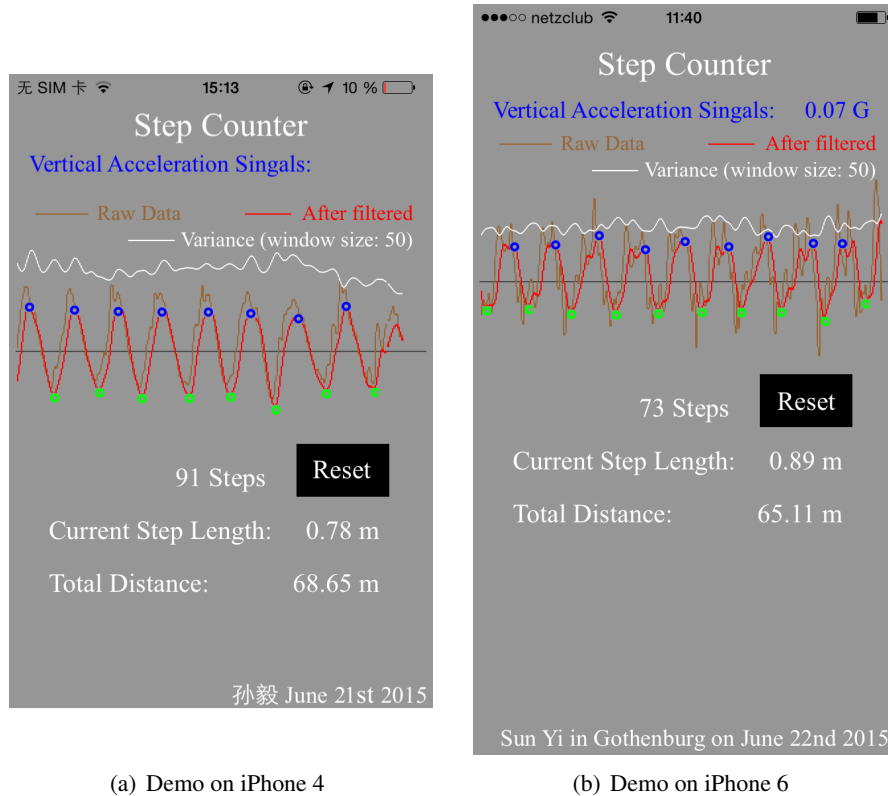 无 SIM 卡 15:13 10 %
Step Counter
Vertical Acceleration Singals:
Raw Data After filtered
Variance (window size: 50)
91 Steps Reset
Current Step Length: 0.78 m
Total Distance: 68.65 m
孙毅 June 21st 2015
(a) Demo on iPhone 4
netzclub 11:40
Step Counter
Vertical Acceleration Singals: 0.07 G
Raw Data After filtered
Variance (window size: 50)
73 Steps Reset
Current Step Length: 0.89 m
Total Distance: 65.11 m
Sun Yi in Gothenburg on June 22nd 2015
(b) Demo on iPhone 6